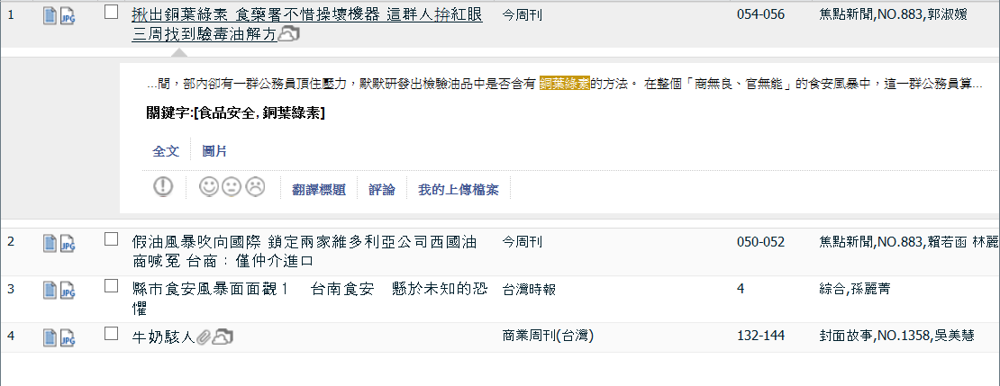 1 JPG 揪出銅葉綠素 食藥署不惜操壞機器 這群人拚紅眼 今周刊 054-056 焦點新聞,NO.883,郭淑媛
三周找到驗毒油解方
...間，部內卻有一群公務員頂住壓力，默默研發出檢驗油品中是否含有 銅葉綠素的方法。 在整個「商無良、官無能」的食安風暴中，這一群公務員算...
關鍵字:[食品安全, 銅葉綠素]
全文 圖片
翻譯標題 評論 我的上傳檔案
2 JPG 假油風暴吹向國際 鎖定兩家維多利亞公司西國油 今周刊 050-052 焦點新聞,NO.883,賴若函 林麗
商喊冤 台商：僅仲介進口
3 JPG 縣市食安風暴面面觀１　台南食安　懸於未知的恐 台灣時報 4 綜合,孫麗菁
懼
4 JPG 牛奶駭人 商業周刊(台灣) 132-144 封面故事,NO.1358,吳美慧